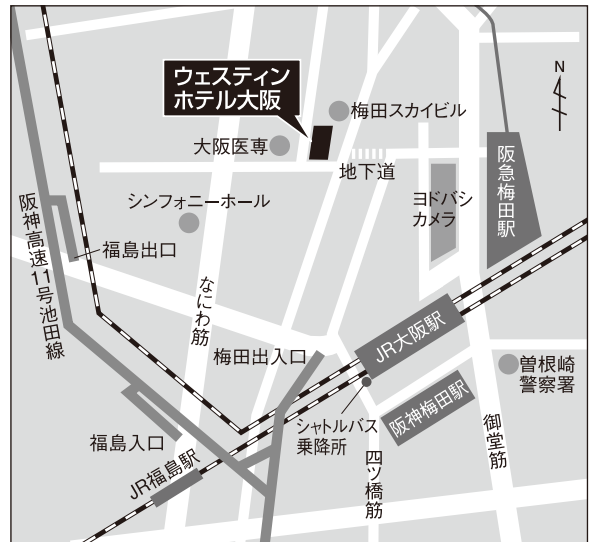 N
ウェスティン
ホテル大阪
梅田スカイビル
大阪医専
地下道
阪急梅田駅
ヨドバシ
カメラ
シンフォニーホール
阪神高速11号池田線
福島出口
なにわ筋
梅田出入口
JR大阪駅
曽根崎
警察署
シャトルバス
乗降所
阪神梅田駅
御堂筋
福島入口
四ツ橋筋
JR福島駅